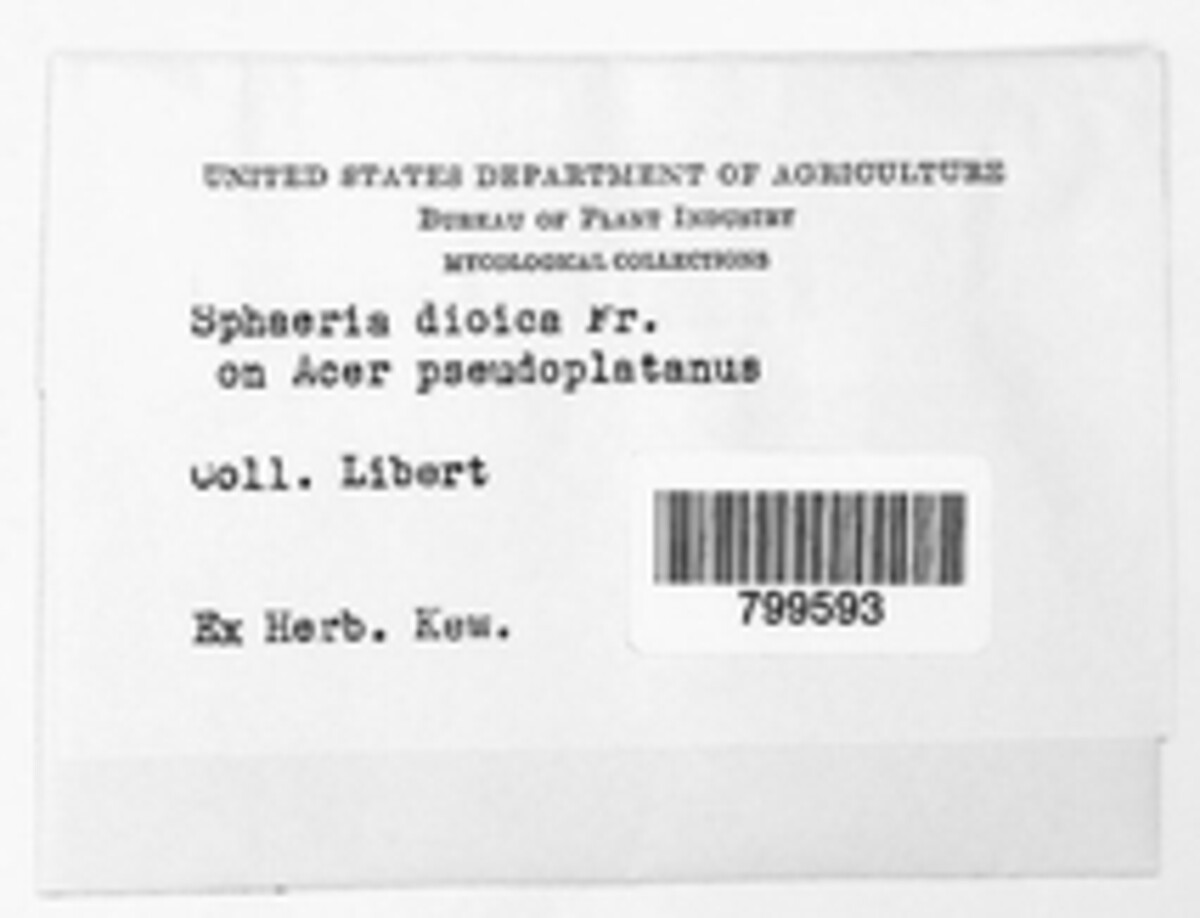 UNITED STATES DEPARTMENT OF AGRICULTURE
BUREAU OF PLANT INDUSTRY
MYCOLOGICAL COLLECTIONS
Sphaeria dioica Fr.
on Acer pseudoplatanus
Coll. Libert
799593
Ex Herb. Kew.